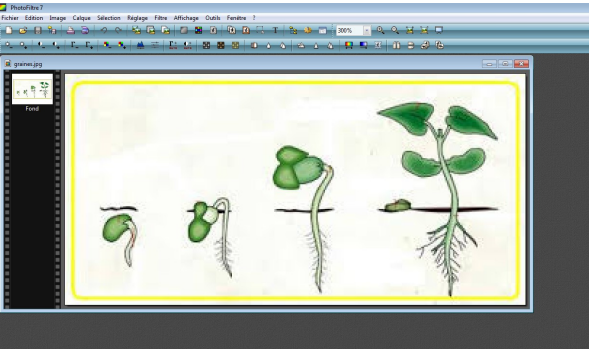 PhotoFiltre 7
Fichier Edition Image Calque Sélection Réglage Filtre Affichage Outils Fenêtre ?
T 300%
graines.jpg
Fond